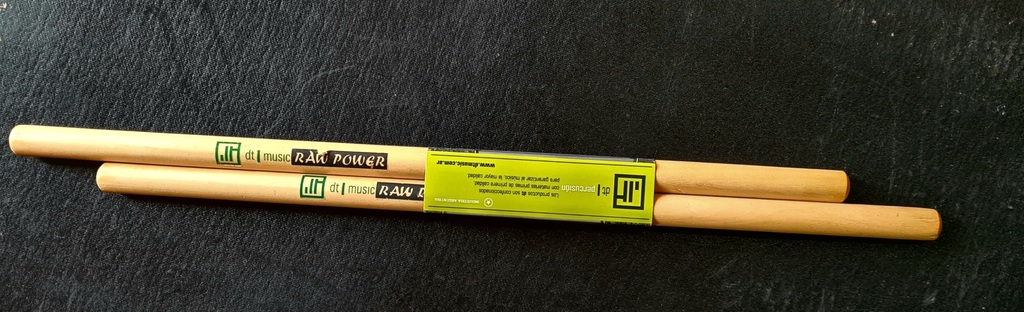 dt | music RAW POWER
dt | music RAW
dt | percusión
Los productos dt son confeccionados
con materias primas de primera calidad,
para garantizar al músico, la mayor calidad.
www.dtmusic.com.ar
INDUSTRIA ARGENTINA